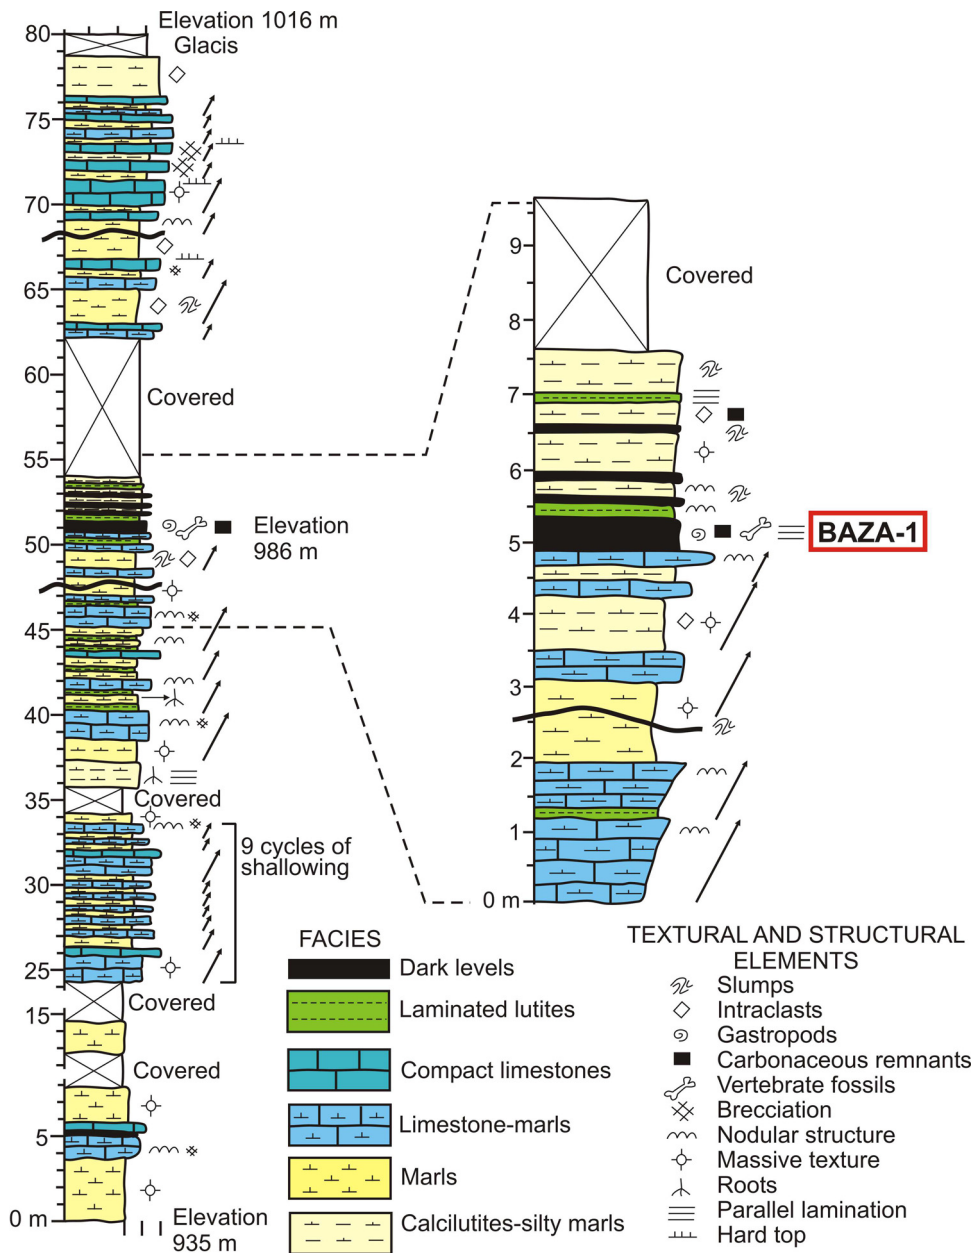 Elevation 1016 m
Glacis
80
75
70
65
60
Covered
55
50
Elevation
986 m
45
40
35
Covered
30
9 cycles of
shallowing
25
Covered
15
Covered
5
0 m
Elevation
935 m
9
Covered
8
7
6
5
BAZA-1
4
3
2
1
0 m
FACIES
Dark levels
Laminated lutites
Compact limestones
Limestone-marls
Marls
Calcilutites-silty marls
TEXTURAL AND STRUCTURAL
ELEMENTS
Slumps
Intraclasts
Gastropods
Carbonaceous remnants
Vertebrate fossils
Brecciation
Nodular structure
Massive texture
Roots
Parallel lamination
Hard top